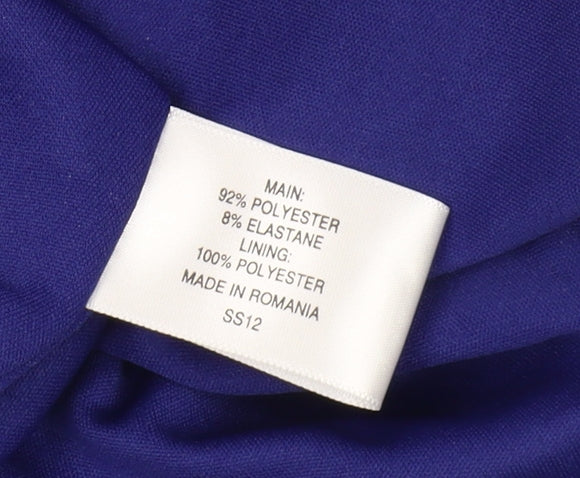 MAIN:
92% POLYESTER
8% ELASTANE
LINING:
100% POLYESTER
MADE IN ROMANIA
SS12